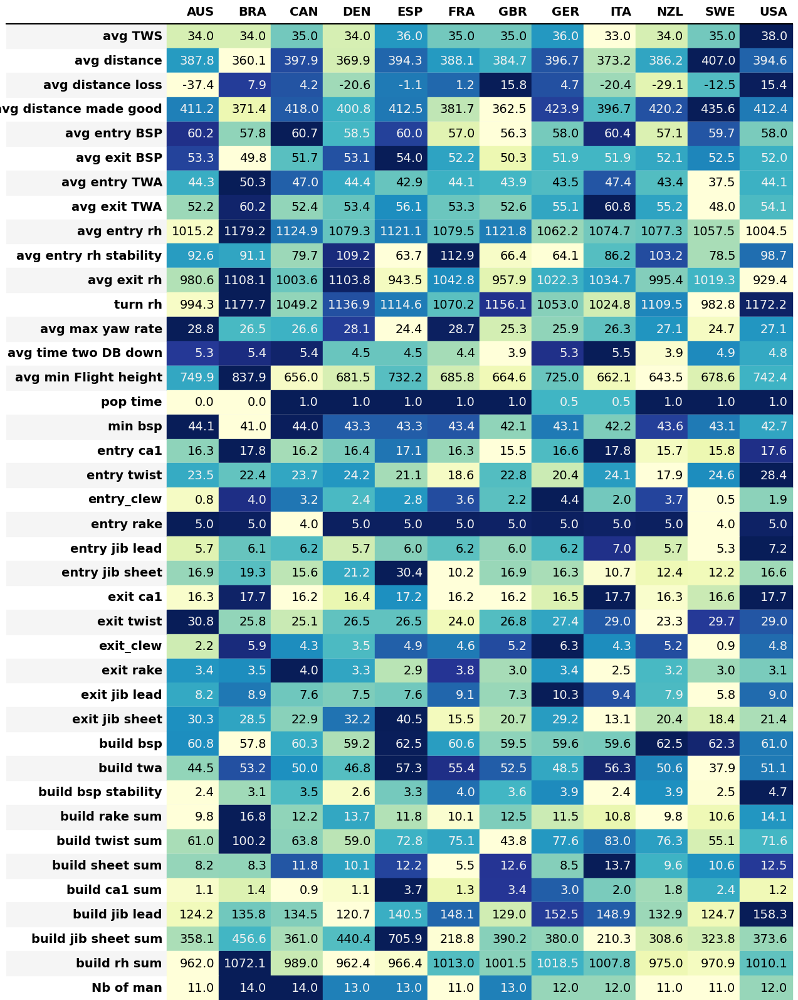 AUS BRA CAN DEN ESP FRA GBR GER ITA NZL SWE USA
avg TWS 34.0 34.0 35.0 34.0 36.0 35.0 35.0 36.0 33.0 34.0 35.0 38.0
avg distance 387.8 360.1 397.9 369.9 394.3 388.1 384.7 396.7 373.2 386.2 407.0 394.6
avg distance loss -37.4 7.9 4.2 -20.6 -1.1 1.2 15.8 4.7 -20.4 -29.1 -12.5 15.4
avg distance made good 411.2 371.4 418.0 400.8 412.5 381.7 362.5 423.9 396.7 420.2 435.6 412.4
avg entry BSP 60.2 57.8 60.7 58.5 60.0 57.0 56.3 58.0 60.4 57.1 59.7 58.0
avg exit BSP 53.3 49.8 51.7 53.1 54.0 52.2 50.3 51.9 51.9 52.1 52.5 52.0
avg entry TWA 44.3 50.3 47.0 44.4 42.9 44.1 43.9 43.5 47.4 43.4 37.5 44.1
avg exit TWA 52.2 60.2 52.4 53.4 56.1 53.3 52.6 55.1 60.8 55.2 48.0 54.1
avg entry rh 1015.2 1179.2 1124.9 1079.3 1121.1 1079.5 1121.8 1062.2 1074.7 1077.3 1057.5 1004.5
avg entry rh stability 92.6 91.1 79.7 109.2 63.7 112.9 66.4 64.1 86.2 103.2 78.5 98.7
avg exit rh 980.6 1108.1 1003.6 1103.8 943.5 1042.8 957.9 1022.3 1034.7 995.4 1019.3 929.4
turn rh 994.3 1177.7 1049.2 1136.9 1114.6 1070.2 1156.1 1053.0 1024.8 1109.5 982.8 1172.2
avg max yaw rate 28.8 26.5 26.6 28.1 24.4 28.7 25.3 25.9 26.3 27.1 24.7 27.1
avg time two DB down 5.3 5.4 5.4 4.5 4.5 4.4 3.9 5.3 5.5 3.9 4.9 4.8
avg min Flight height 749.9 837.9 656.0 681.5 732.2 685.8 664.6 725.0 662.1 643.5 678.6 742.4
pop time 0.0 0.0 1.0 1.0 1.0 1.0 1.0 0.5 0.5 1.0 1.0 1.0
min bsp 44.1 41.0 44.0 43.3 43.3 43.4 42.1 43.1 42.2 43.6 43.1 42.7
entry ca1 16.3 17.8 16.2 16.4 17.1 16.3 15.5 16.6 17.8 15.7 15.8 17.6
entry twist 23.5 22.4 23.7 24.2 21.1 18.6 22.8 20.4 24.1 17.9 24.6 28.4
entry_clew 0.8 4.0 3.2 2.4 2.8 3.6 2.2 4.4 2.0 3.7 0.5 1.9
entry rake 5.0 5.0 4.0 5.0 5.0 5.0 5.0 5.0 5.0 5.0 4.0 5.0
entry jib lead 5.7 6.1 6.2 5.7 6.0 6.2 6.0 6.2 7.0 5.7 5.3 7.2
entry jib sheet 16.9 19.3 15.6 21.2 30.4 10.2 16.9 16.3 10.7 12.4 12.2 16.6
exit ca1 16.3 17.7 16.2 16.4 17.2 16.2 16.2 16.5 17.7 16.3 16.6 17.7
exit twist 30.8 25.8 25.1 26.5 26.5 24.0 26.8 27.4 29.0 23.3 29.7 29.0
exit_clew 2.2 5.9 4.3 3.5 4.9 4.6 5.2 6.3 4.3 5.2 0.9 4.8
exit rake 3.4 3.5 4.0 3.3 2.9 3.8 3.0 3.4 2.5 3.2 3.0 3.1
exit jib lead 8.2 8.9 7.6 7.5 7.6 9.1 7.3 10.3 9.4 7.9 5.8 9.0
exit jib sheet 30.3 28.5 22.9 32.2 40.5 15.5 20.7 29.2 13.1 20.4 18.4 21.4
build bsp 60.8 57.8 60.3 59.2 62.5 60.6 59.5 59.6 59.6 62.5 62.3 61.0
build twa 44.5 53.2 50.0 46.8 57.3 55.4 52.5 48.5 56.3 50.6 37.9 51.1
build bsp stability 2.4 3.1 3.5 2.6 3.3 4.0 3.6 3.9 2.4 3.9 2.5 4.7
build rake sum 9.8 16.8 12.2 13.7 11.8 10.1 12.5 11.5 10.8 9.8 10.6 14.1
build twist sum 61.0 100.2 63.8 59.0 72.8 75.1 43.8 77.6 83.0 76.3 55.1 71.6
build sheet sum 8.2 8.3 11.8 10.1 12.2 5.5 12.6 8.5 13.7 9.6 10.6 12.5
build ca1 sum 1.1 1.4 0.9 1.1 3.7 1.3 3.4 3.0 2.0 1.8 2.4 1.2
build jib lead 124.2 135.8 134.5 120.7 140.5 148.1 129.0 152.5 148.9 132.9 124.7 158.3
build jib sheet sum 358.1 456.6 361.0 440.4 705.9 218.8 390.2 380.0 210.3 308.6 323.8 373.6
build rh sum 962.0 1072.1 989.0 962.4 966.4 1013.0 1001.5 1018.5 1007.8 975.0 970.9 1010.1
Nb of man 11.0 14.0 14.0 13.0 13.0 11.0 13.0 12.0 12.0 11.0 11.0 12.0